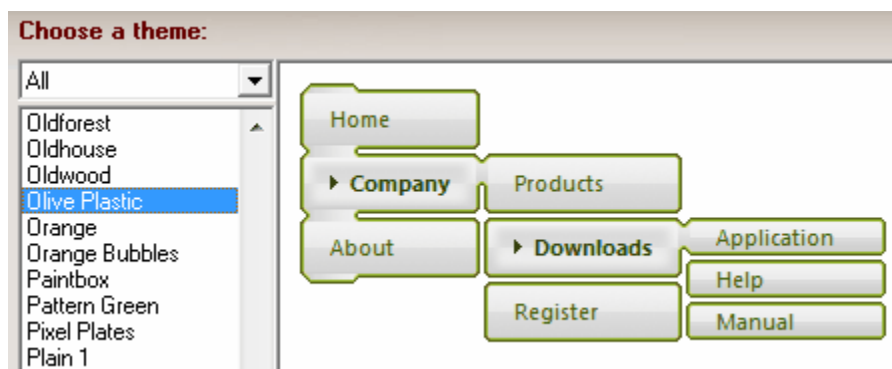 Choose a theme:
All
Oldforest
Oldhouse
Oldwood
Olive Plastic
Orange
Orange Bubbles
Paintbox
Pattern Green
Pixel Plates
Plain 1
Home
Company
About
Products
Downloads
Register
Application
Help
Manual